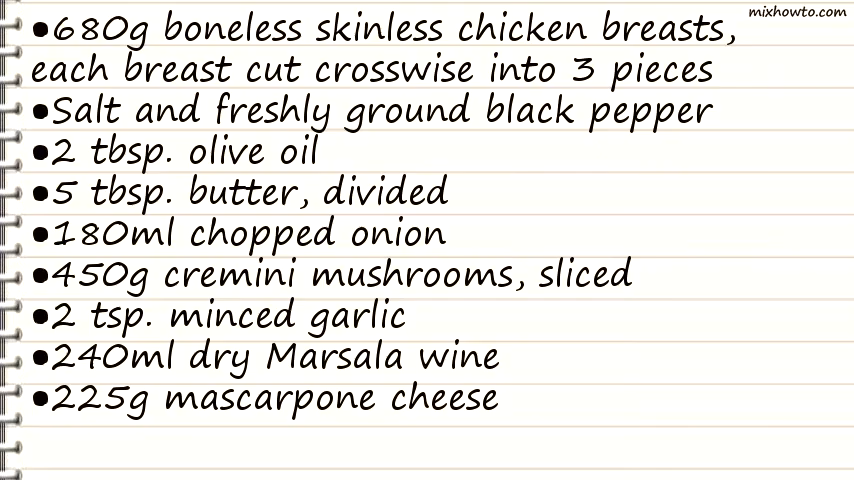 mixhowto.com
•680g boneless skinless chicken breasts,
each breast cut crosswise into 3 pieces
•Salt and freshly ground black pepper
•2 tbsp. olive oil
•5 tbsp. butter, divided
•180ml chopped onion
•450g cremini mushrooms, sliced
•2 tsp. minced garlic
•240ml dry Marsala wine
•225g mascarpone cheese